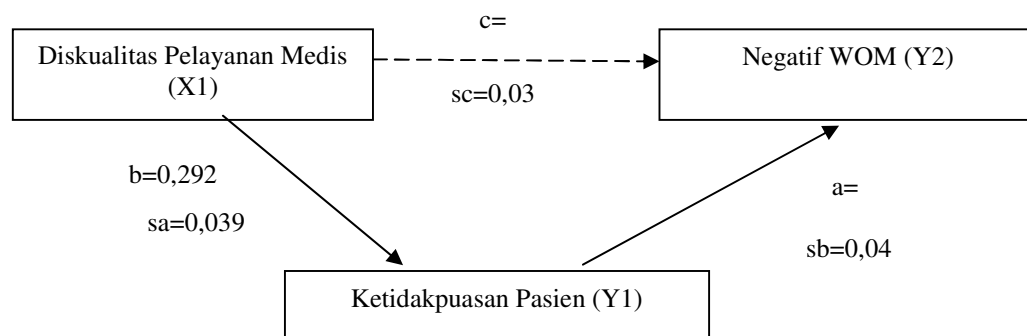 c=
Diskualitas Pelayanan Medis
(X1)
Negatif WOM (Y2)
sc=0,03
b=0,292
sa=0,039
a=
sb=0,04
Ketidakpuasan Pasien (Y1)